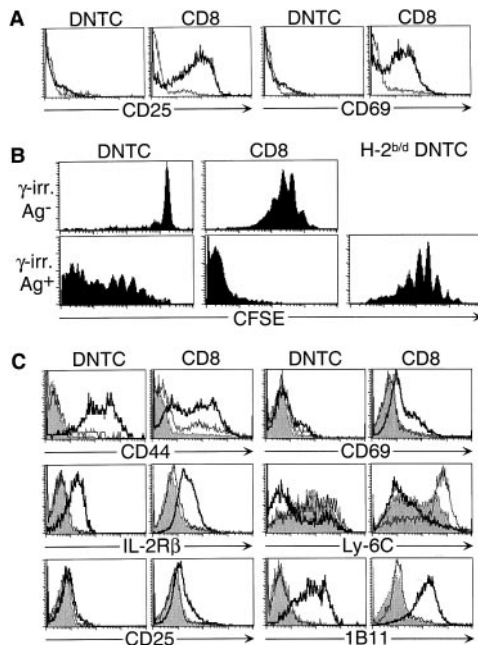 A DNTC CD8 DNTC CD8
CD25 CD69
B DNTC CD8 H-2b/d DNTC
γ-irr.
Ag-
γ-irr.
Ag+
CFSE
C DNTC CD8 DNTC CD8
CD44 CD69
IL-2Rβ Ly-6C
CD25 1B11